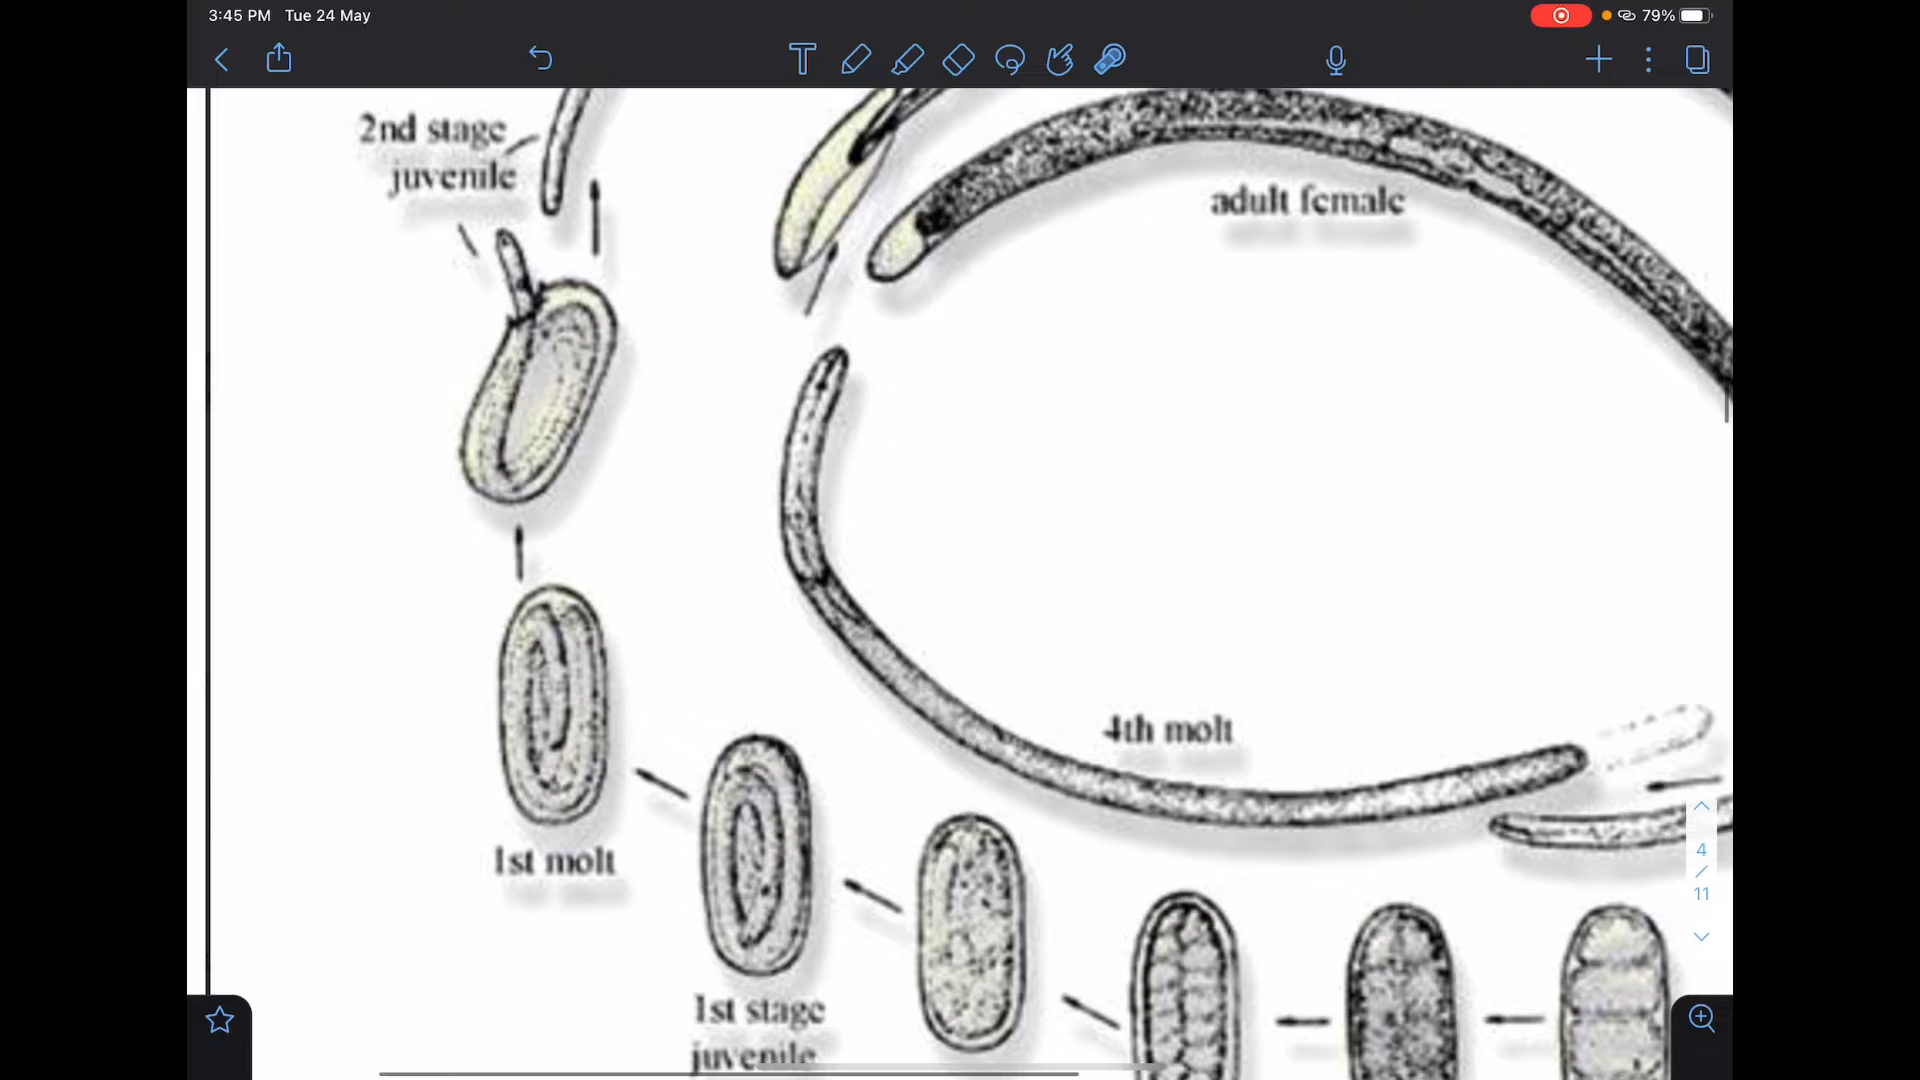 3:45 PM Tue 24 May
79%
2nd stage
juvenile
adult female
4th molt
1st molt
4
/
11
1st stage
juvenile